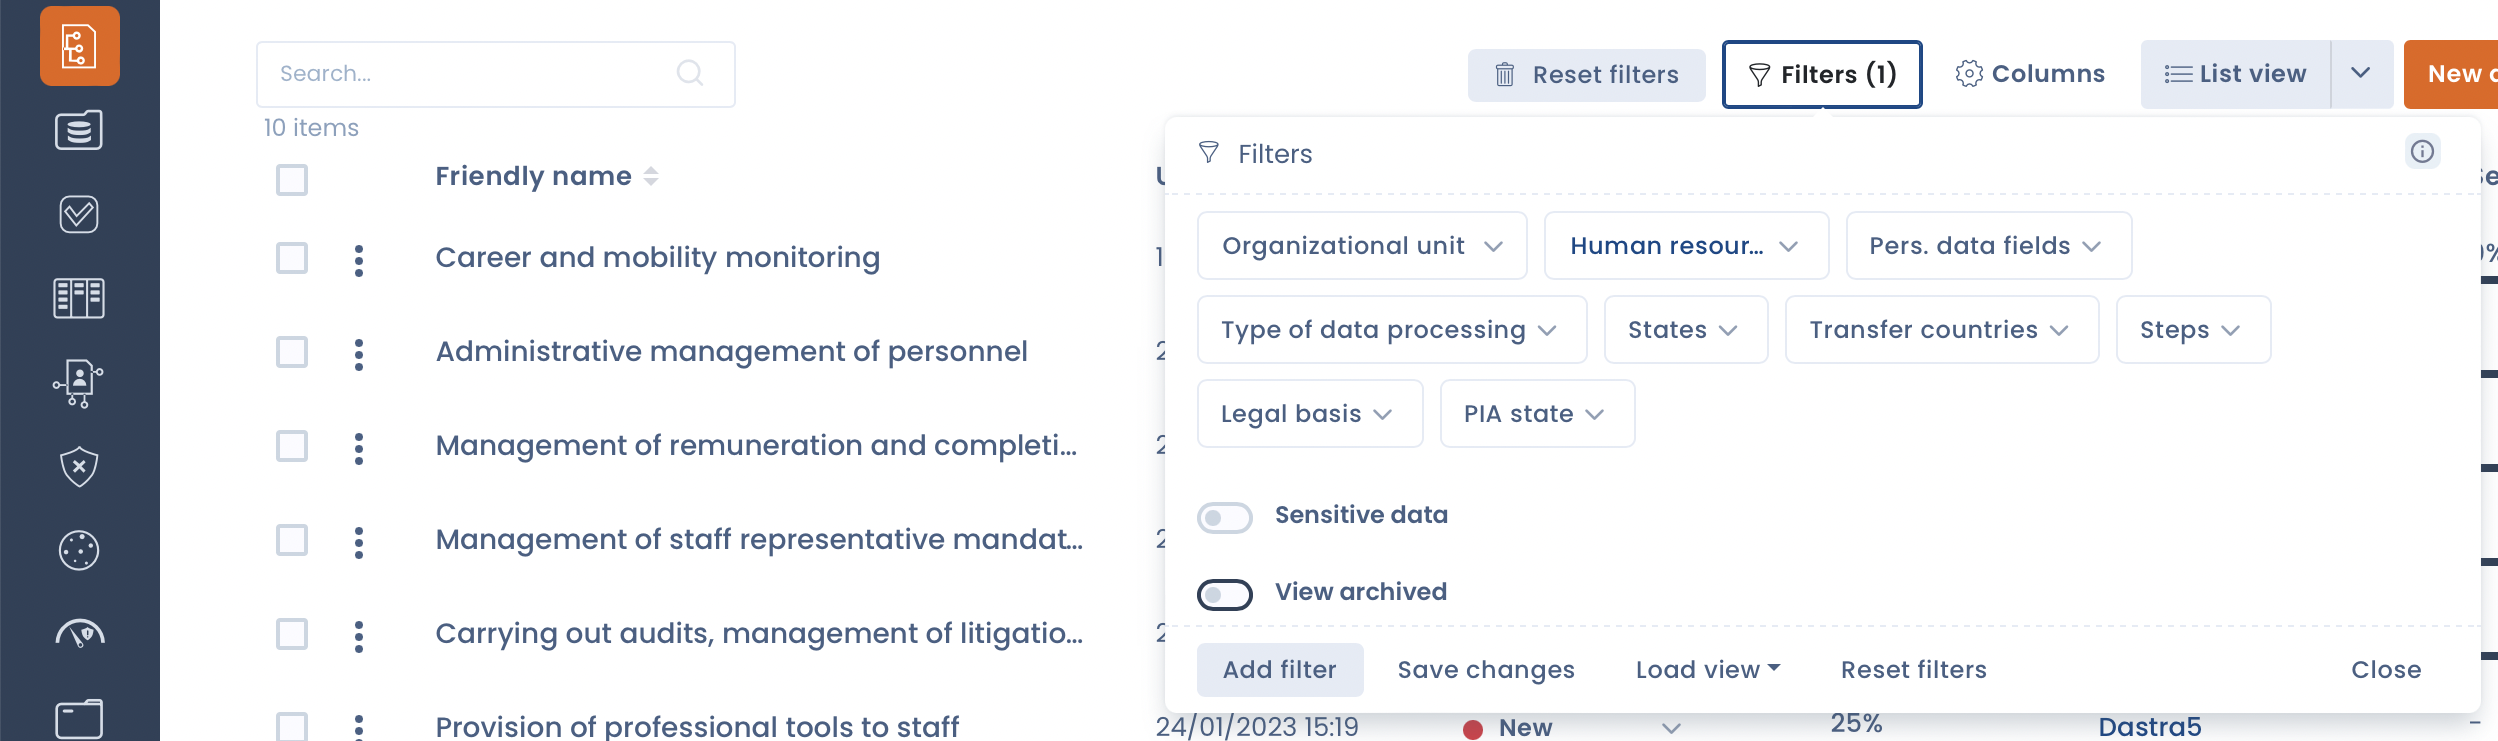 Search...
Reset filters
Filters (1)
Columns
List view
New
10 items
Filters
Friendly name
Organizational unit
Human resour...
Pers. data fields
Career and mobility monitoring
Type of data processing
States
Transfer countries
Steps
Administrative management of personnel
Legal basis
PIA state
Management of remuneration and completi...
Sensitive data
Management of staff representative mandat...
View archived
Carrying out audits, management of litigatio...
Add filter
Save changes
Load view
Reset filters
Close
Provision of professional tools to staff
24/01/2023 15:19
New
25%
Dastra5
-